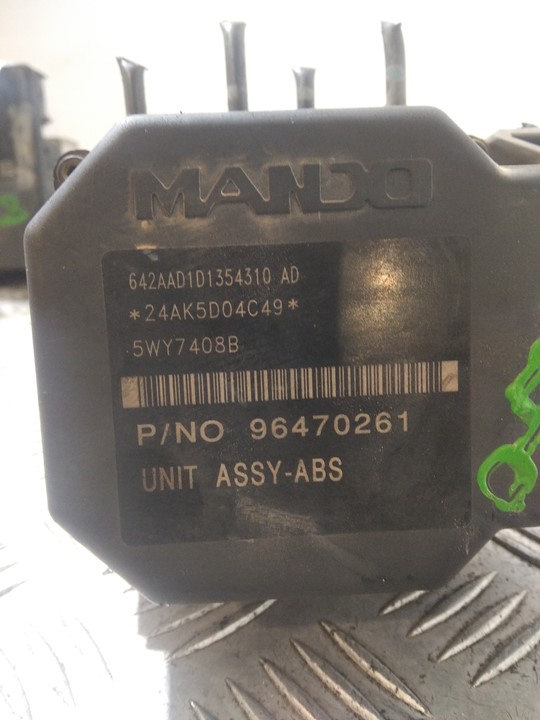 MANDO
642AAD1D1354310 AD
*24AK5D04C49*
5WY7408B
P/NO 96470261
UNIT ASSY-ABS